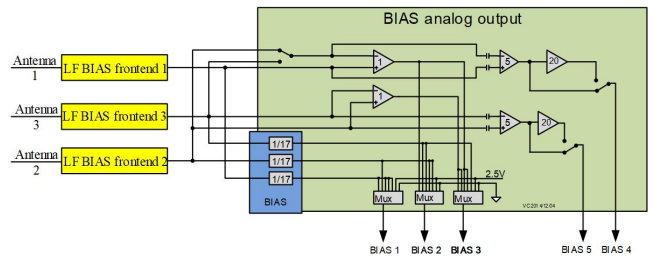 BIAS analog output
Antenna
1
LF BIAS frontend 1
1
5
20
Antenna
3
LF BIAS frontend 3
1
5
20
Antenna
2
LF BIAS frontend 2
1/17
1/17
1/17
BIAS
2.5V
Mux
Mux
Mux
BIAS 1
BIAS 2
BIAS 3
BIAS 5
BIAS 4